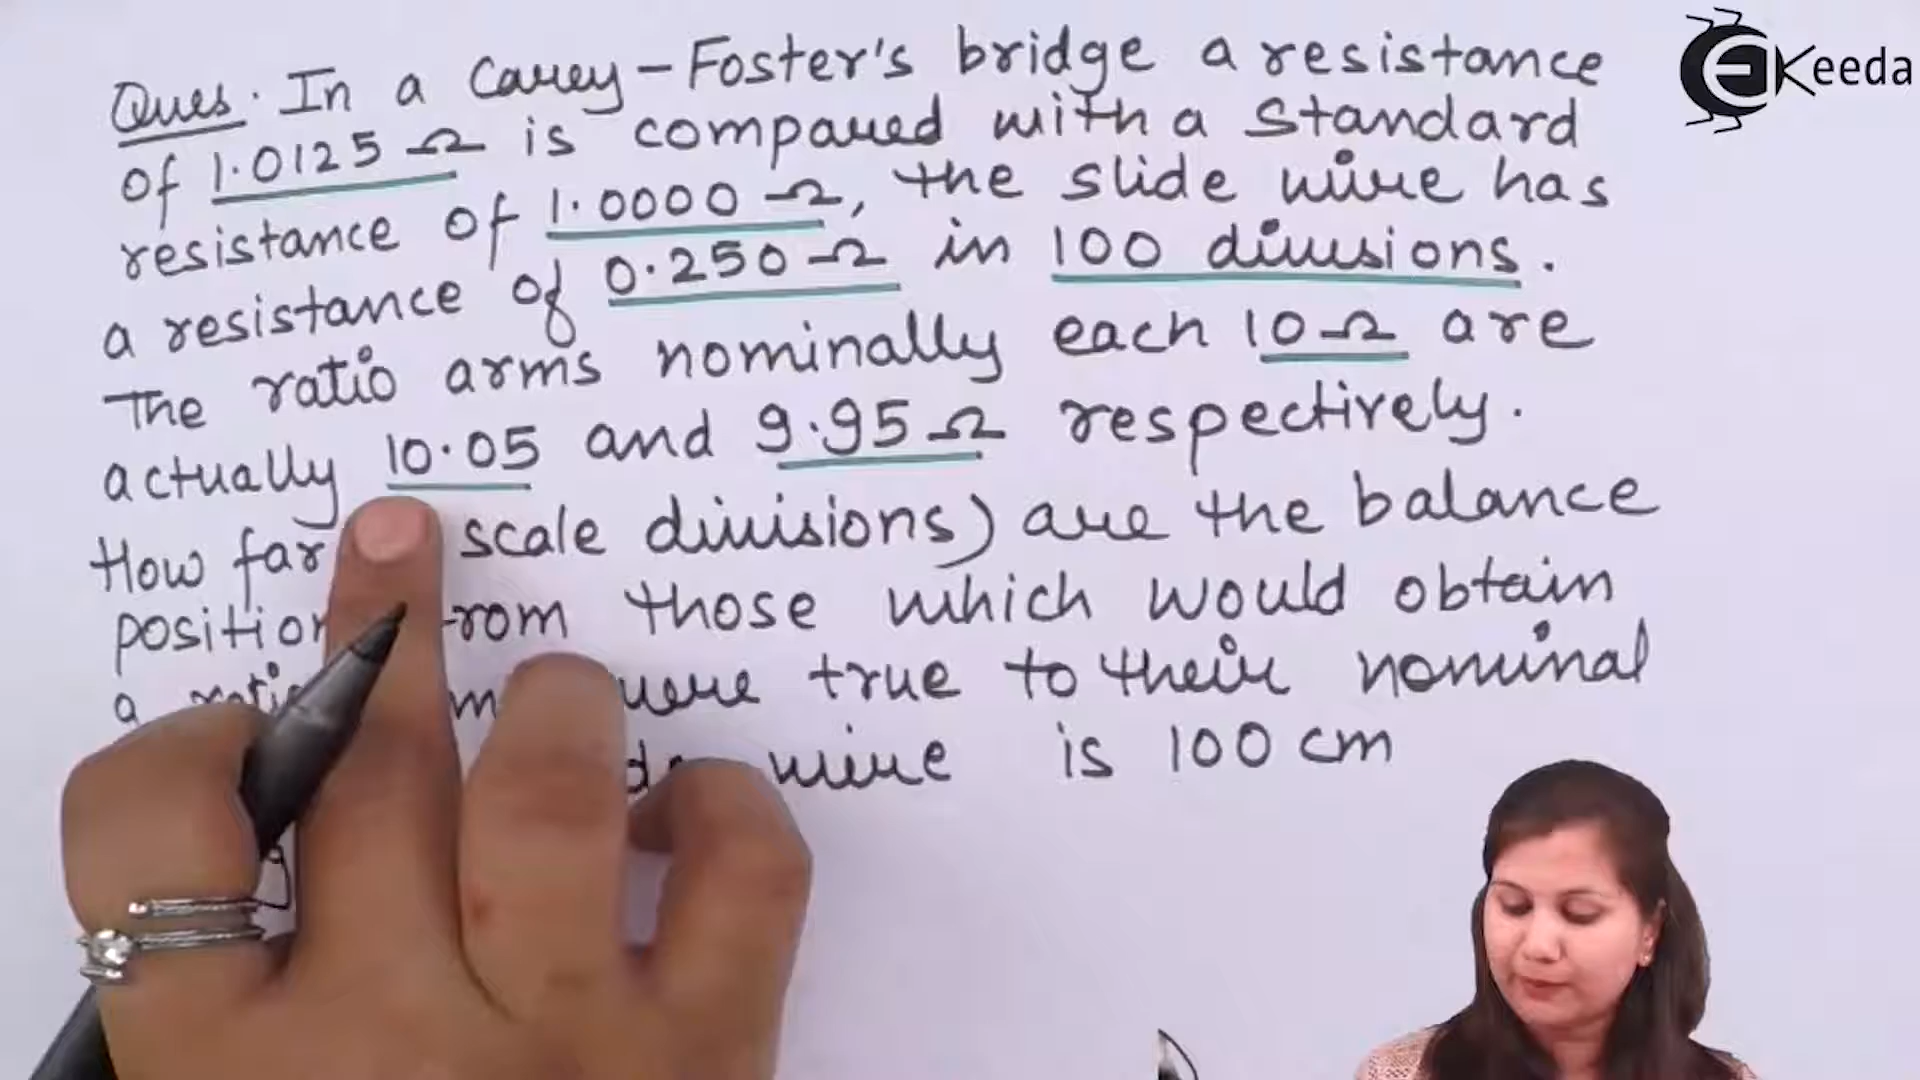 Ques. In a Carey-Foster's bridge a resistance
of 1.0125 Ω is compared with a standard
resistance of 1.0000 Ω, the slide wire has
a resistance of 0.250 Ω in 100 divisions.
The ratio arms nominally each 10 Ω are
actually 10.05 and 9.95 Ω respectively.
How far scale divisions) are the balance
position from those which would obtain
a were true to their nominal
wire is 100 cm
EKeeda